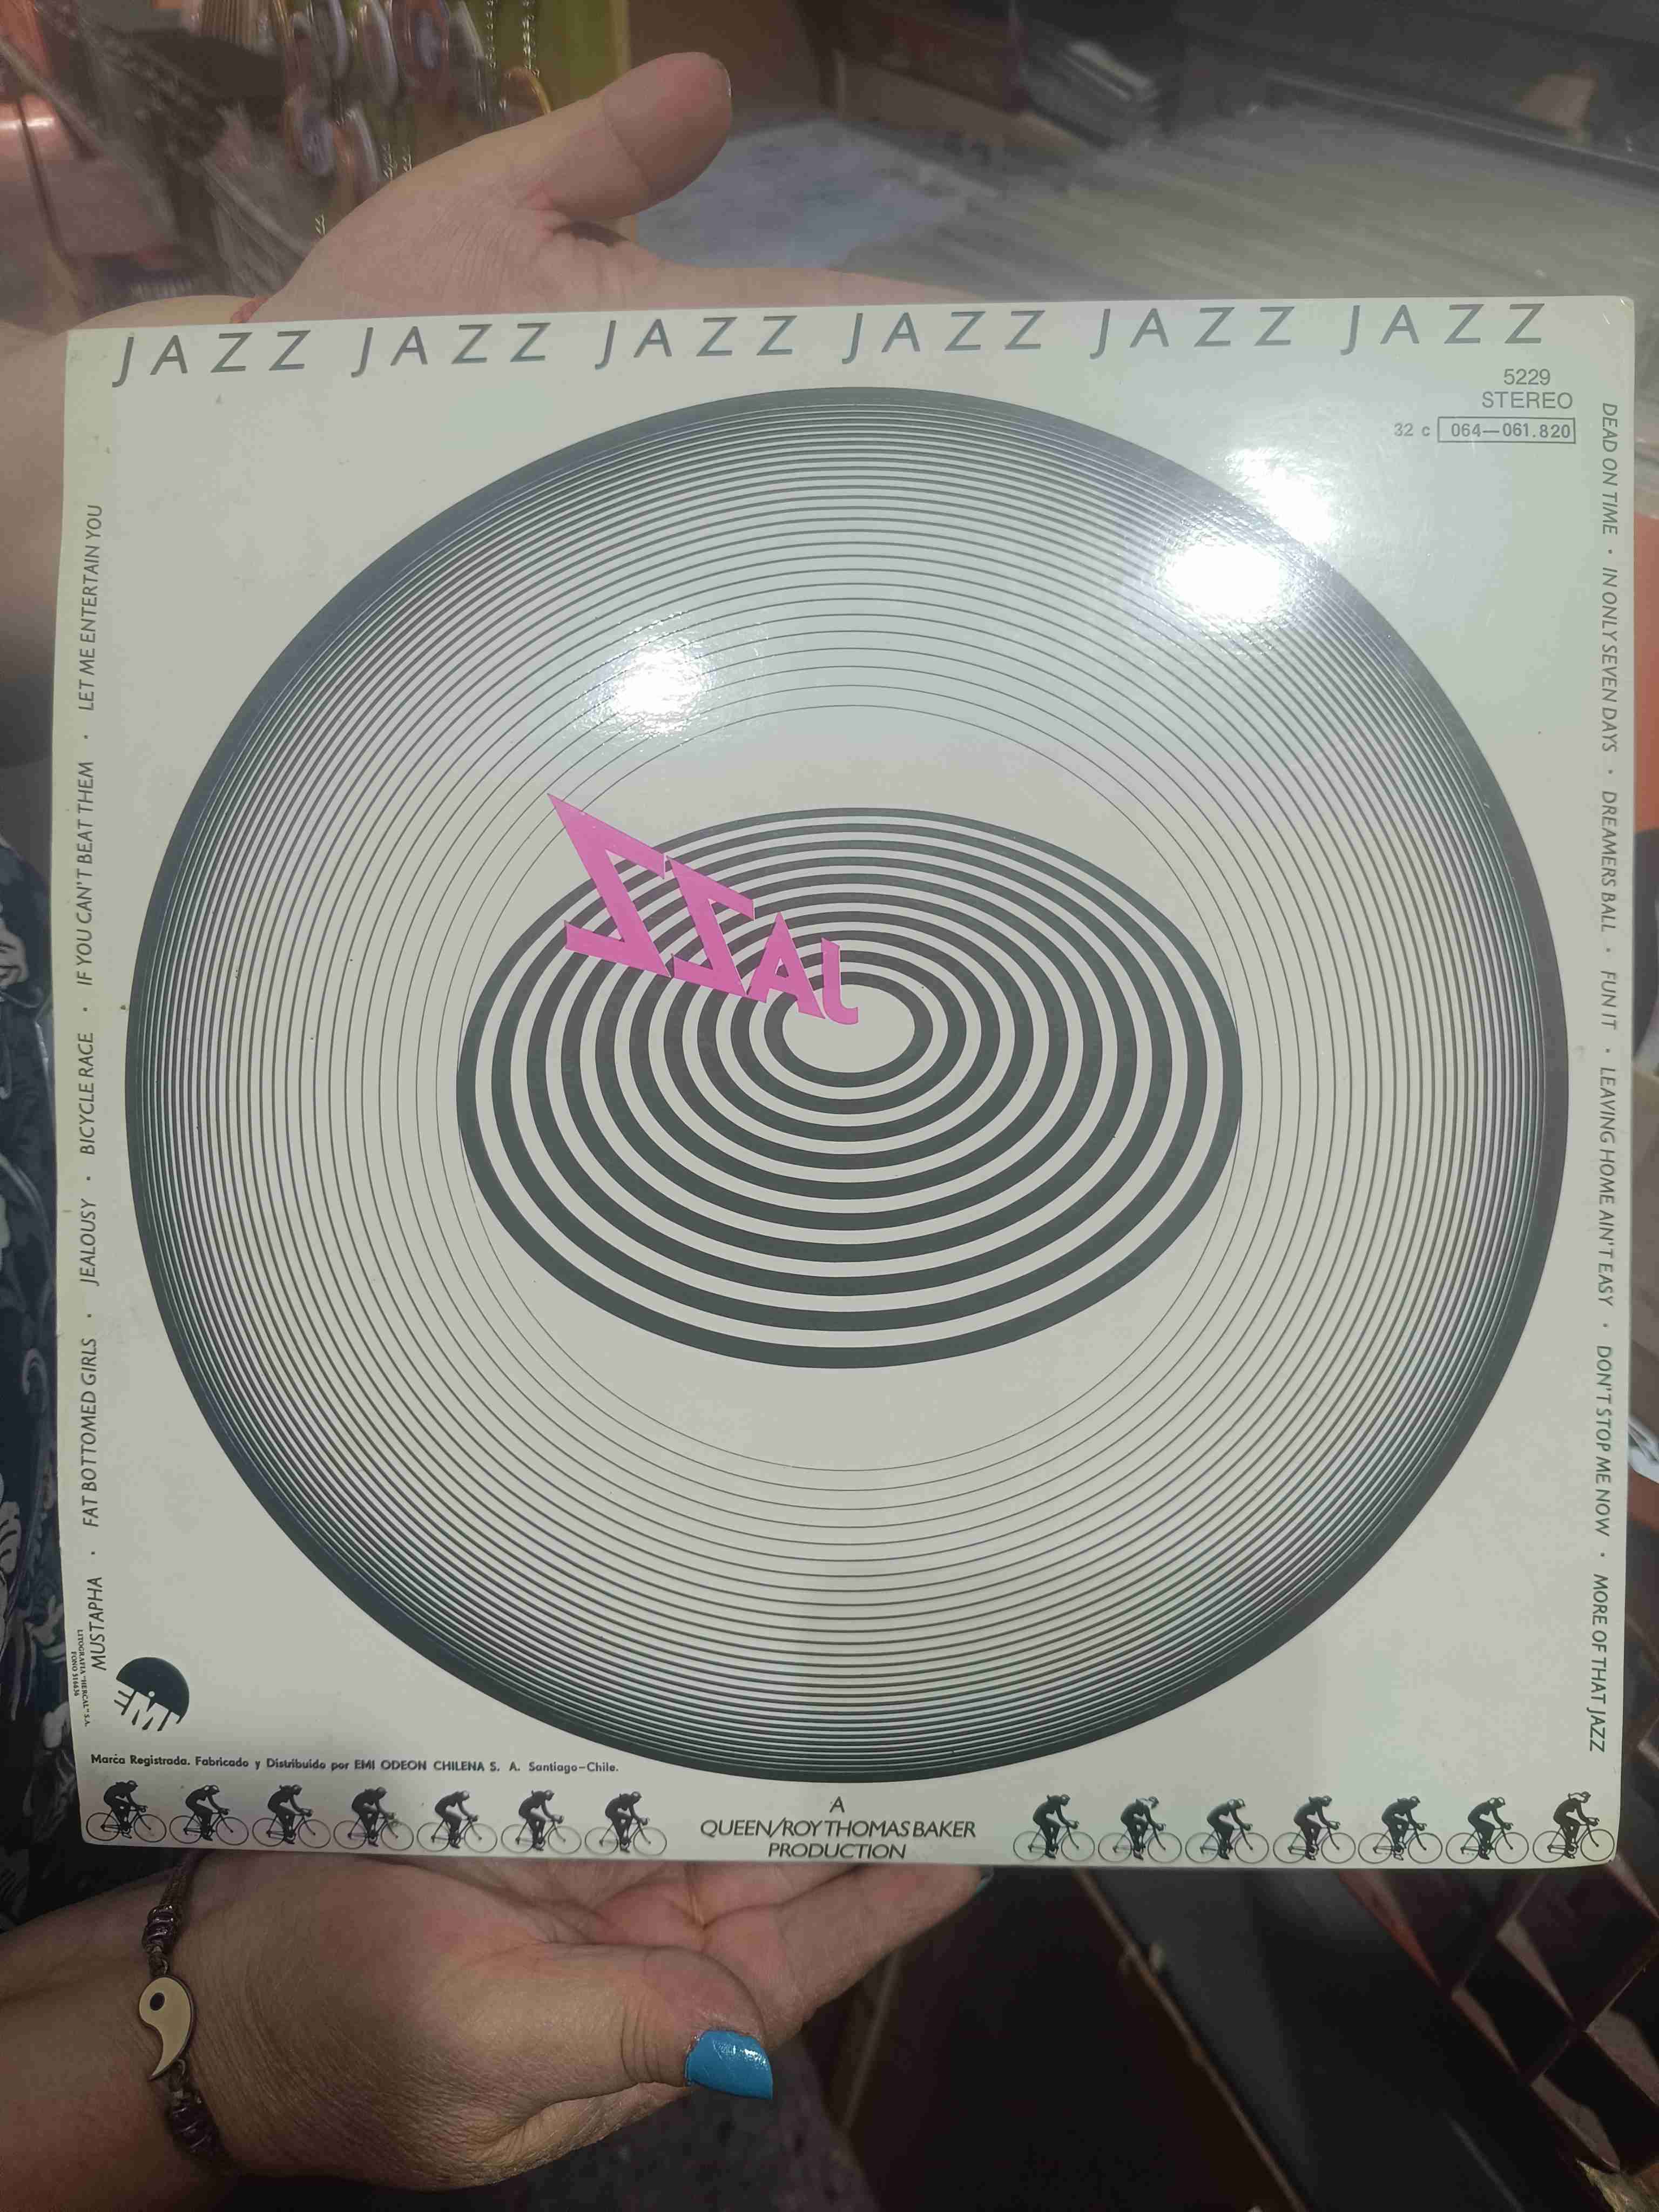 JAZZ JAZZ JAZZ JAZZ JAZZ JAZZ
5229
STEREO
32 c 064—061.820
MUSTAPHA • FAT BOTTOMED GIRLS • JEALOUSY • BICYCLE RACE • IF YOU CAN'T BEAT THEM • LET ME ENTERTAIN YOU
DEAD ON TIME • IN ONLY SEVEN DAYS • DREAMERS BALL • FUN IT • LEAVING HOME AIN'T EASY • DON'T STOP ME NOW • MORE OF THAT JAZZ
JAZZ
LITOGRAFIA
EMI
Marca Registrada. Fabricado y Distribuido por EMI ODEON CHILENA S. A. Santiago—Chile.
A
QUEEN/ROY THOMAS BAKER
PRODUCTION